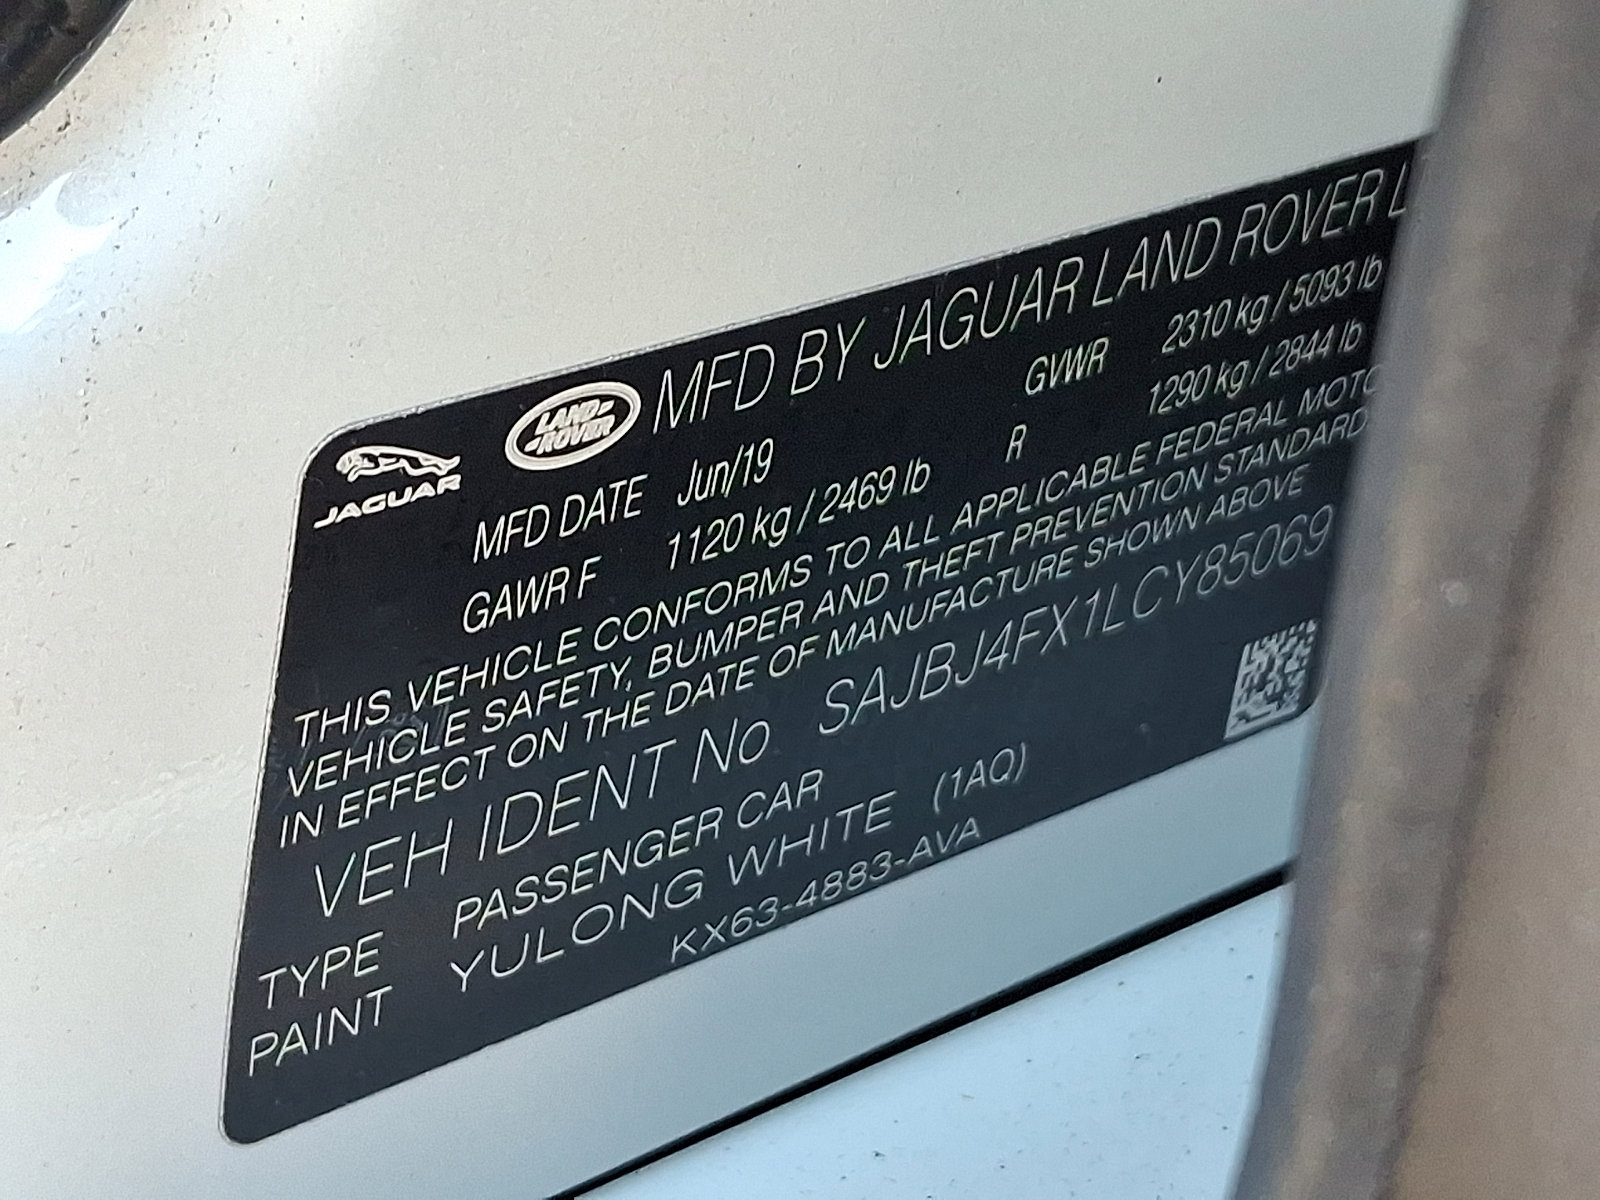 JAGUAR
LAND-
-ROVER
MFD BY JAGUAR LAND ROVER L
MFD DATE Jun/19 GVWR 2310 kg / 5093 lb
GAWR F 1120 kg / 2469 lb R 1290 kg / 2844 lb
THIS VEHICLE CONFORMS TO ALL APPLICABLE FEDERAL MOTO
VEHICLE SAFETY, BUMPER AND THEFT PREVENTION STANDARD
IN EFFECT ON THE DATE OF MANUFACTURE SHOWN ABOVE
VEH IDENT No SAJBJ4FX1LCY85069
TYPE PASSENGER CAR
PAINT YULONG WHITE (1AQ)
KX63-4883-AVA